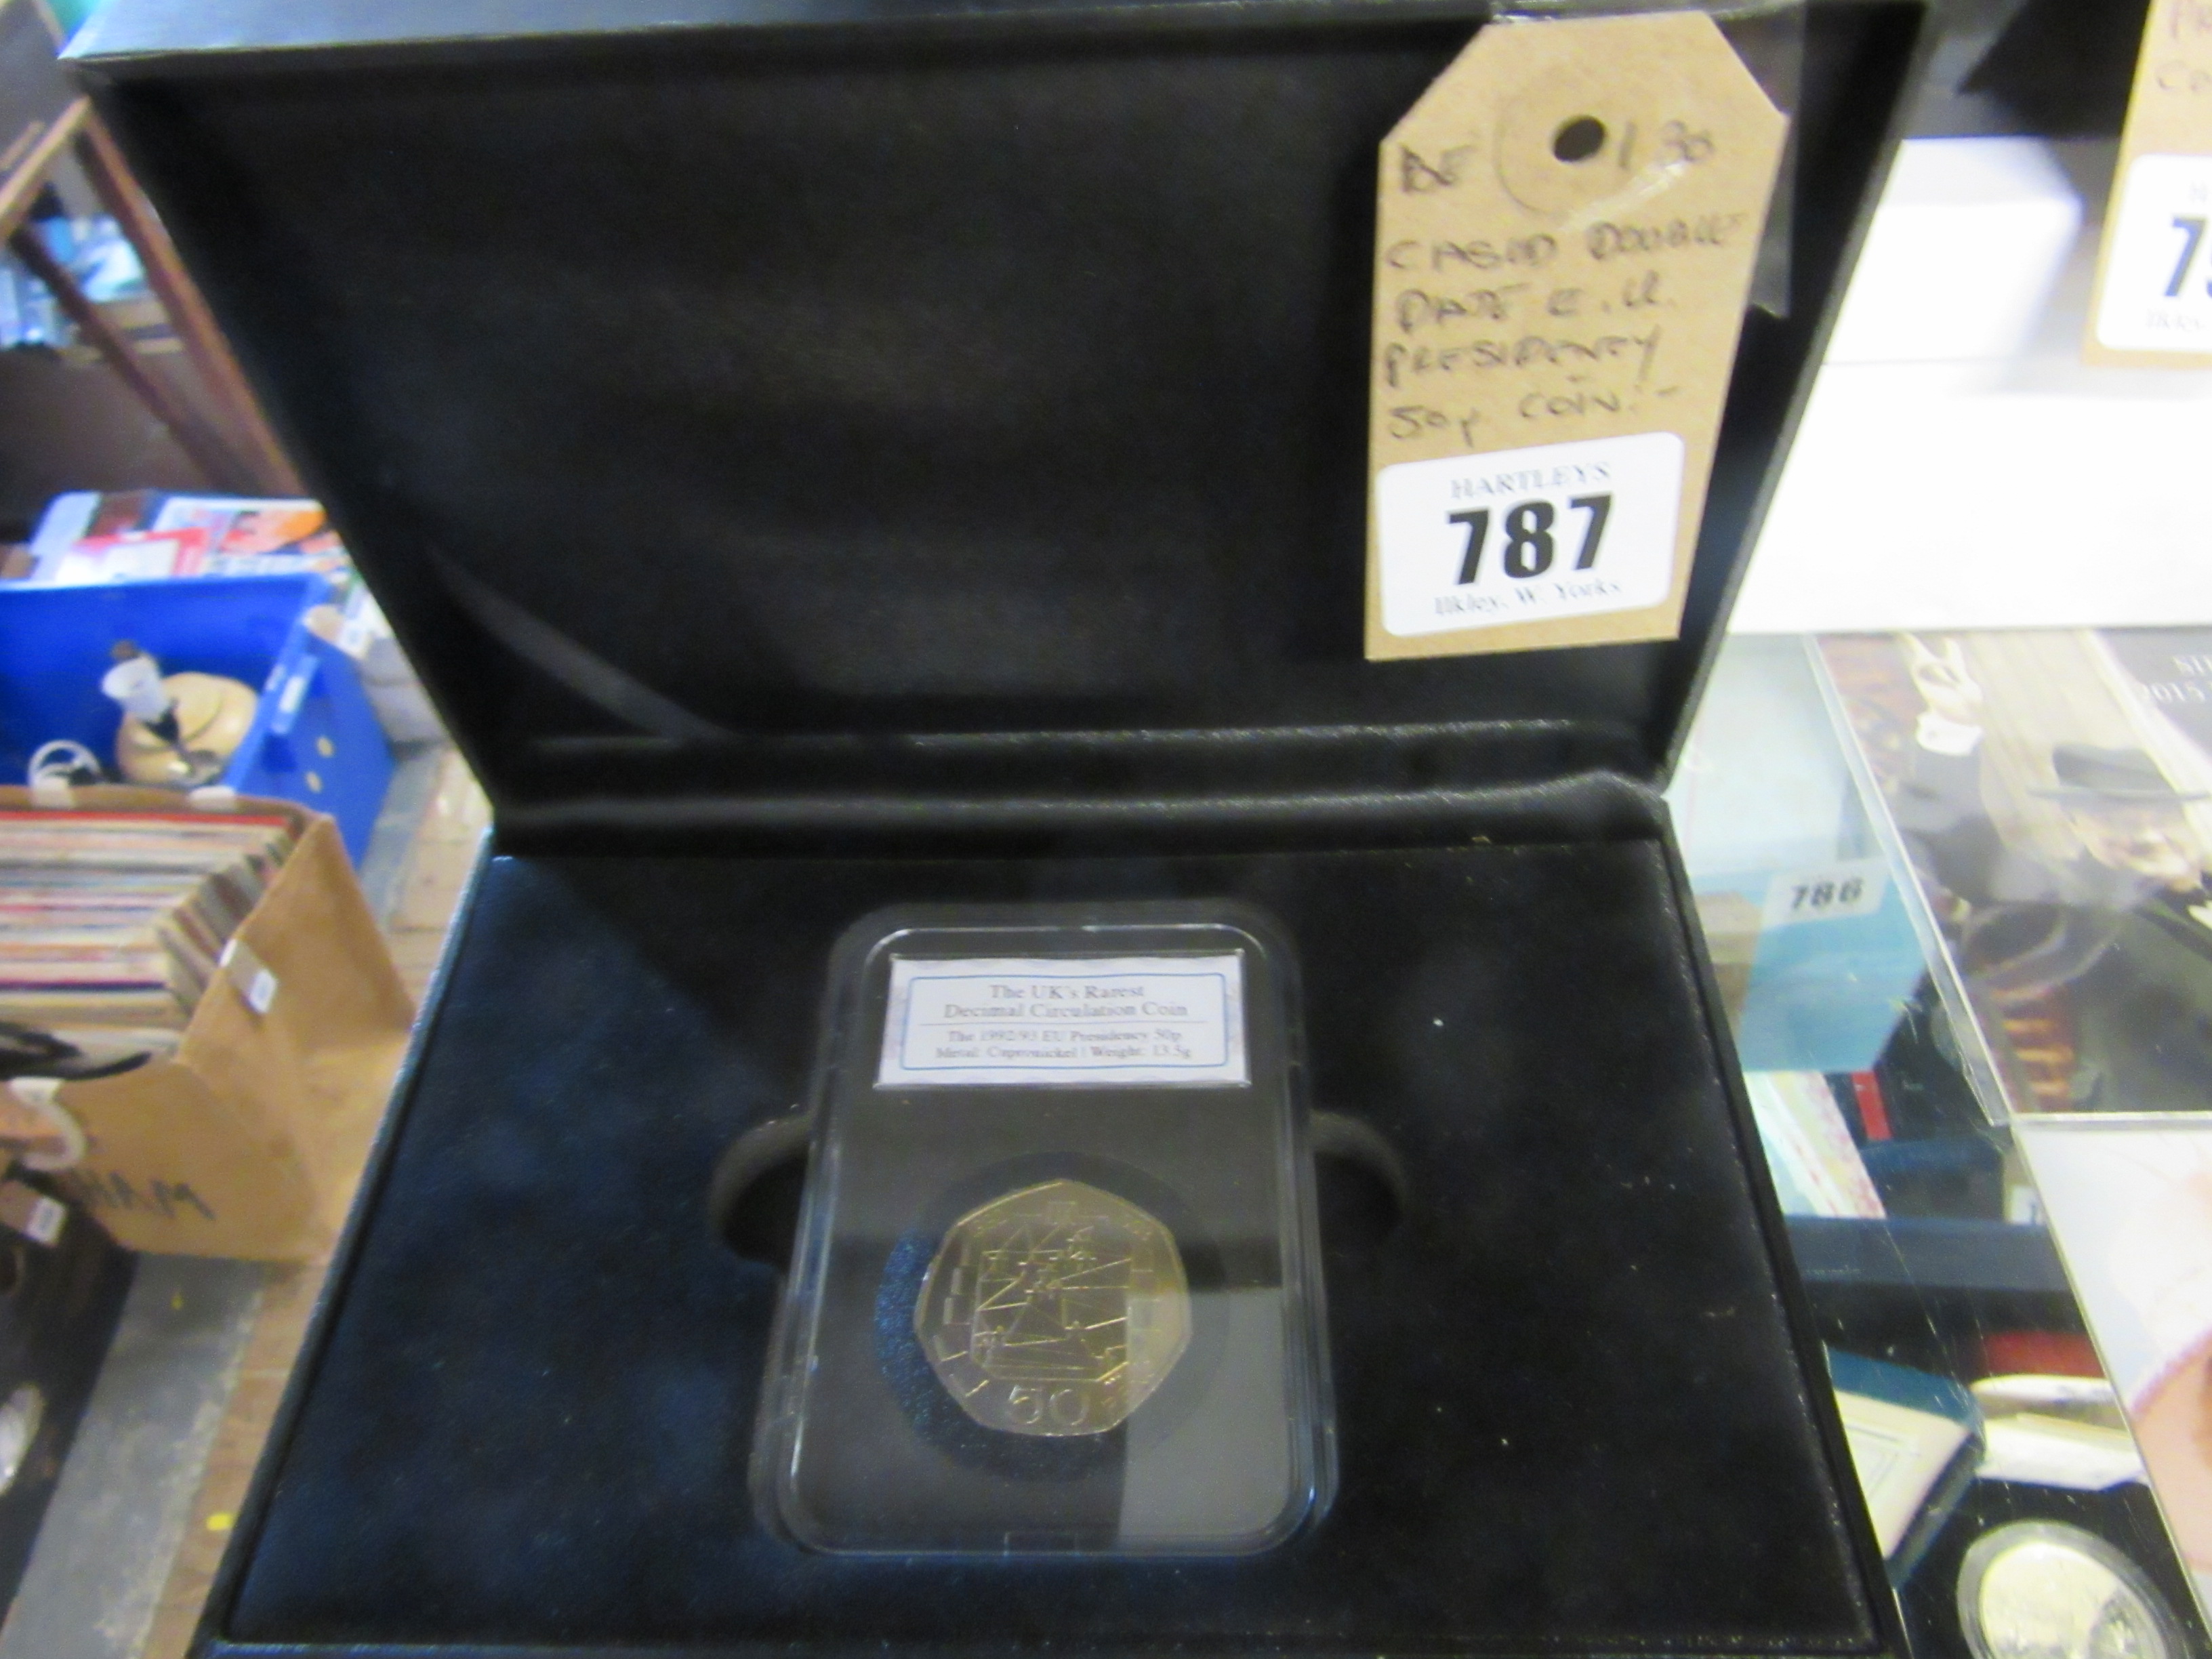 BE 130
CASED DOUBLE
DATE E.U.
PRESIDENCY
50p COIN.-
HARTLEYS
787
Ilkley, W. Yorks
The UK's Rarest
Decimal Circulation Coin
The 1992/93 EU Presidency 50p
Metal: Cupronickel | Weight: 13.5g
50
786
2015